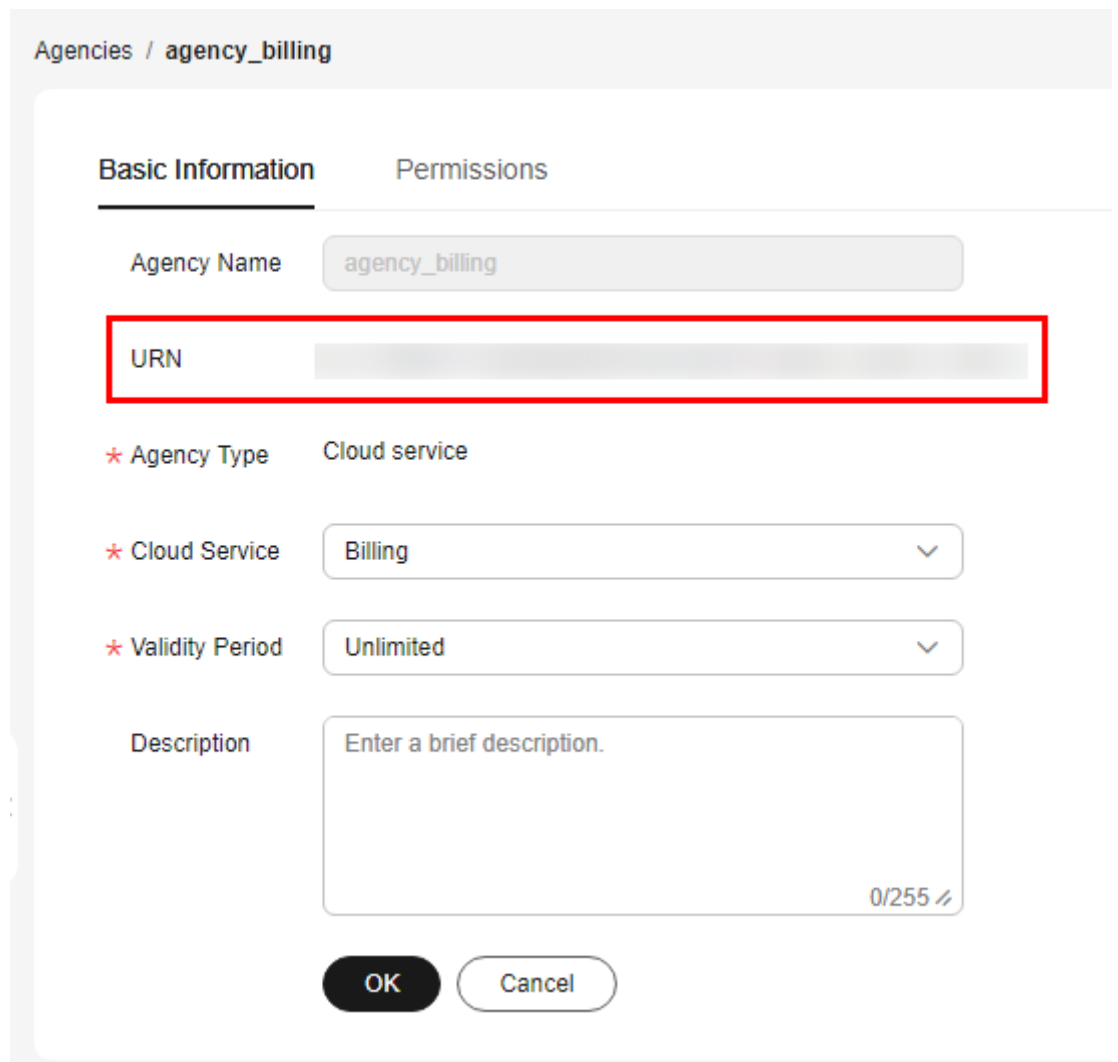 Agencies / agency_billing
Basic Information Permissions
Agency Name agency_billing
URN
* Agency Type Cloud service
* Cloud Service Billing
* Validity Period Unlimited
Description Enter a brief description.
0/255
OK Cancel